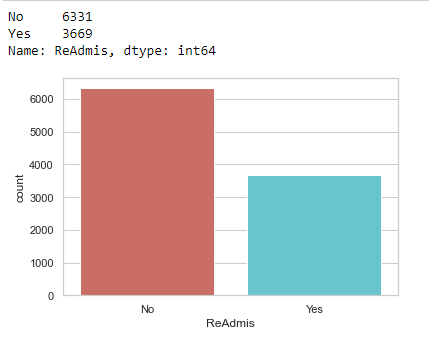 No     6331
Yes    3669
Name: ReAdmis, dtype: int64
6000
5000
4000
3000
2000
1000
0
count
No Yes
ReAdmis